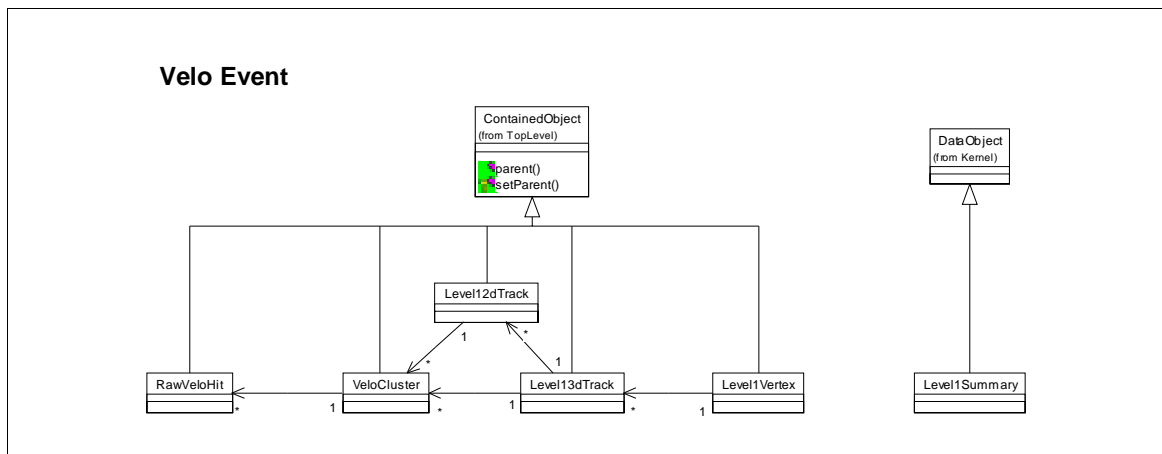 Velo Event
ContainedObject
(from TopLevel)
parent()
setParent()
DataObject
(from Kernel)
Level12dTrack
1
*
*
1
RawVeloHit
VeloCluster
Level13dTrack
Level1Vertex
Level1Summary
*
1
*
1
*
1